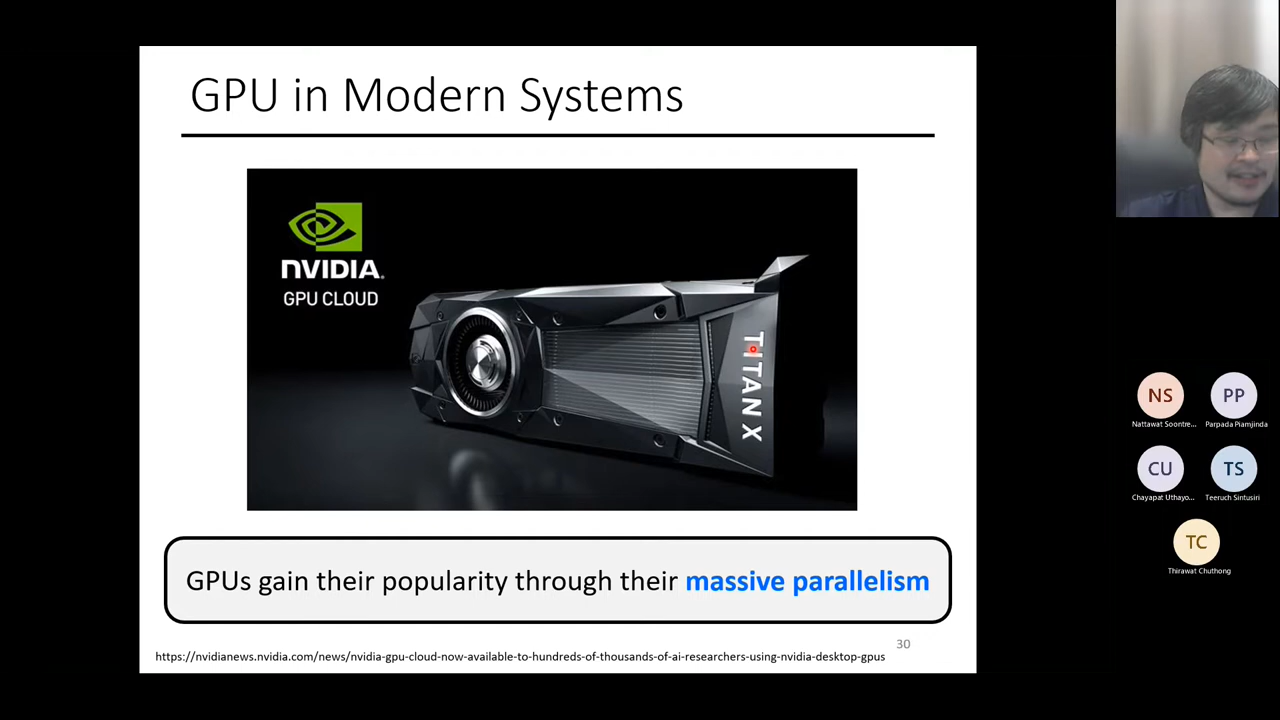 GPU in Modern Systems
NVIDIA.
GPU CLOUD
TITAN X
GPUs gain their popularity through their massive parallelism
30
https://nvidianews.nvidia.com/news/nvidia-gpu-cloud-now-available-to-hundreds-of-thousands-of-ai-researchers-using-nvidia-desktop-gpus
NS
PP
Nattawat Soontre...
Parpada Piamjinda
CU
TS
Chayapat Uthayo...
Teeruch Sintusiri
TC
Thirawat Chuthong